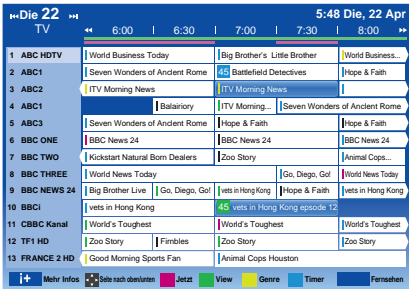 Die 22 5:48 Die, 22 Apr
TV 6:00 6:30 7:00 7:30 8:00
1 ABC HDTV World Business Today Big Brother's Little Brother World Business...
2 ABC1 Seven Wonders of Ancient Rome 45 Battlefield Detectives Hope & Faith
3 ABC2 ITV Morning News ITV Morning News
4 ABC1 Balairiory ITV Morning... Seven Wonders of Ancient Rome
5 ABC3 Seven Wonders of Ancient Rome Hope & Faith Hope & Faith
6 BBC ONE BBC News 24 BBC News 24 BBC News 24
7 BBC TWO Kickstart Natural Born Dealers Zoo Story Animal Cops...
8 BBC THREE World News Today Go, Diego, Go! World News Today
9 BBC NEWS 24 Big Brother Live Go, Diego, Go! vets in Hong Kong Hope & Faith vets in Hong Kong
10 BBCi vets in Hong Kong 45 vets in Hong Kong epsode 12
11 CBBC Kanal World's Toughest World's Toughest World's Toughest
12 TF1 HD Zoo Story Fimbles Zoo Story Zoo Story
13 FRANCE 2 HD Good Morning Sports Fan Animal Cops Houston
i+ Mehr Infos Seite nach oben/unten Jetzt View Genre Timer Fernsehen